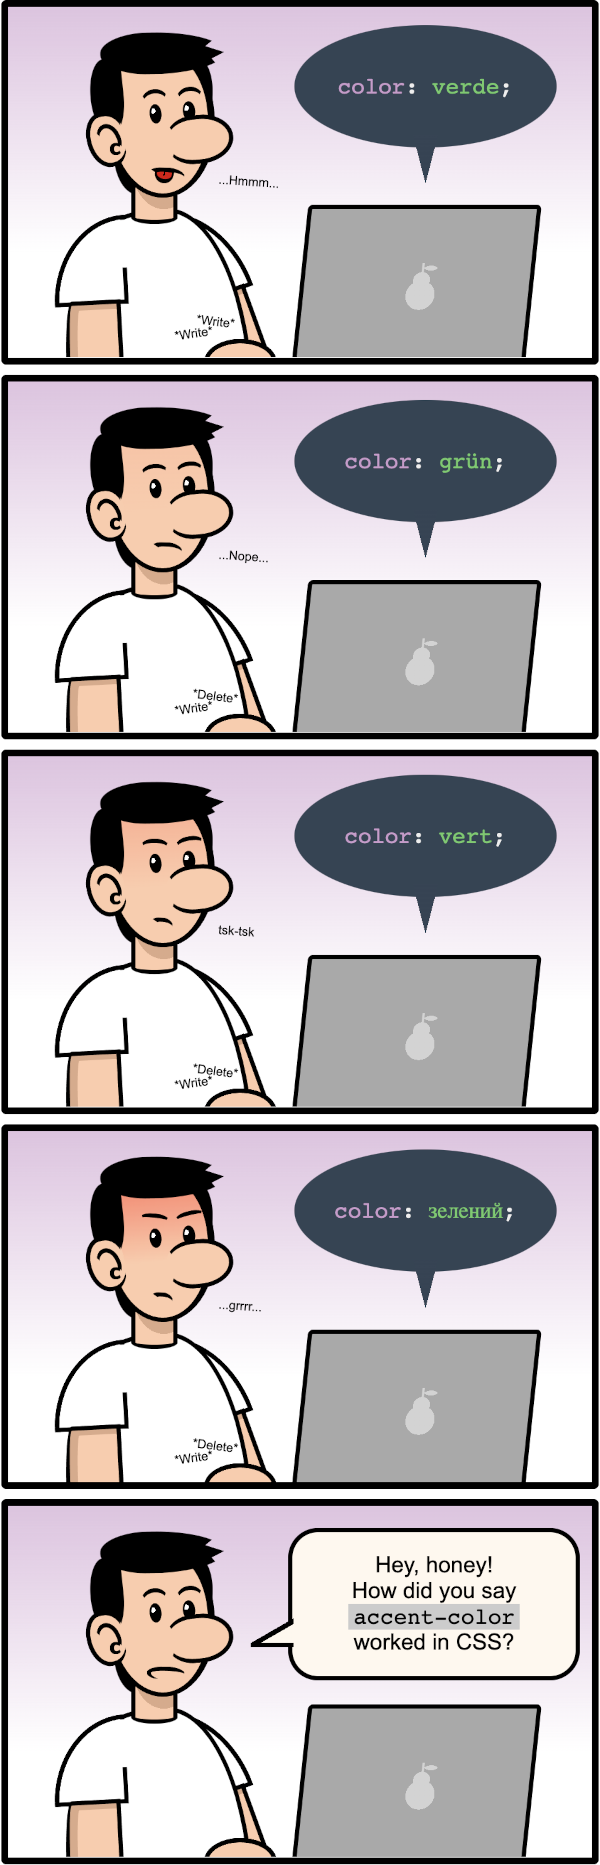 color: verde;
...Hmmm...
*Write*
*Write*
color: grün;
...Nope...
*Delete*
*Write*
color: vert;
tsk-tsk
*Delete*
*Write*
color: зелений;
...grrrr...
*Delete*
*Write*
Hey, honey!
How did you say
accent-color
worked in CSS?